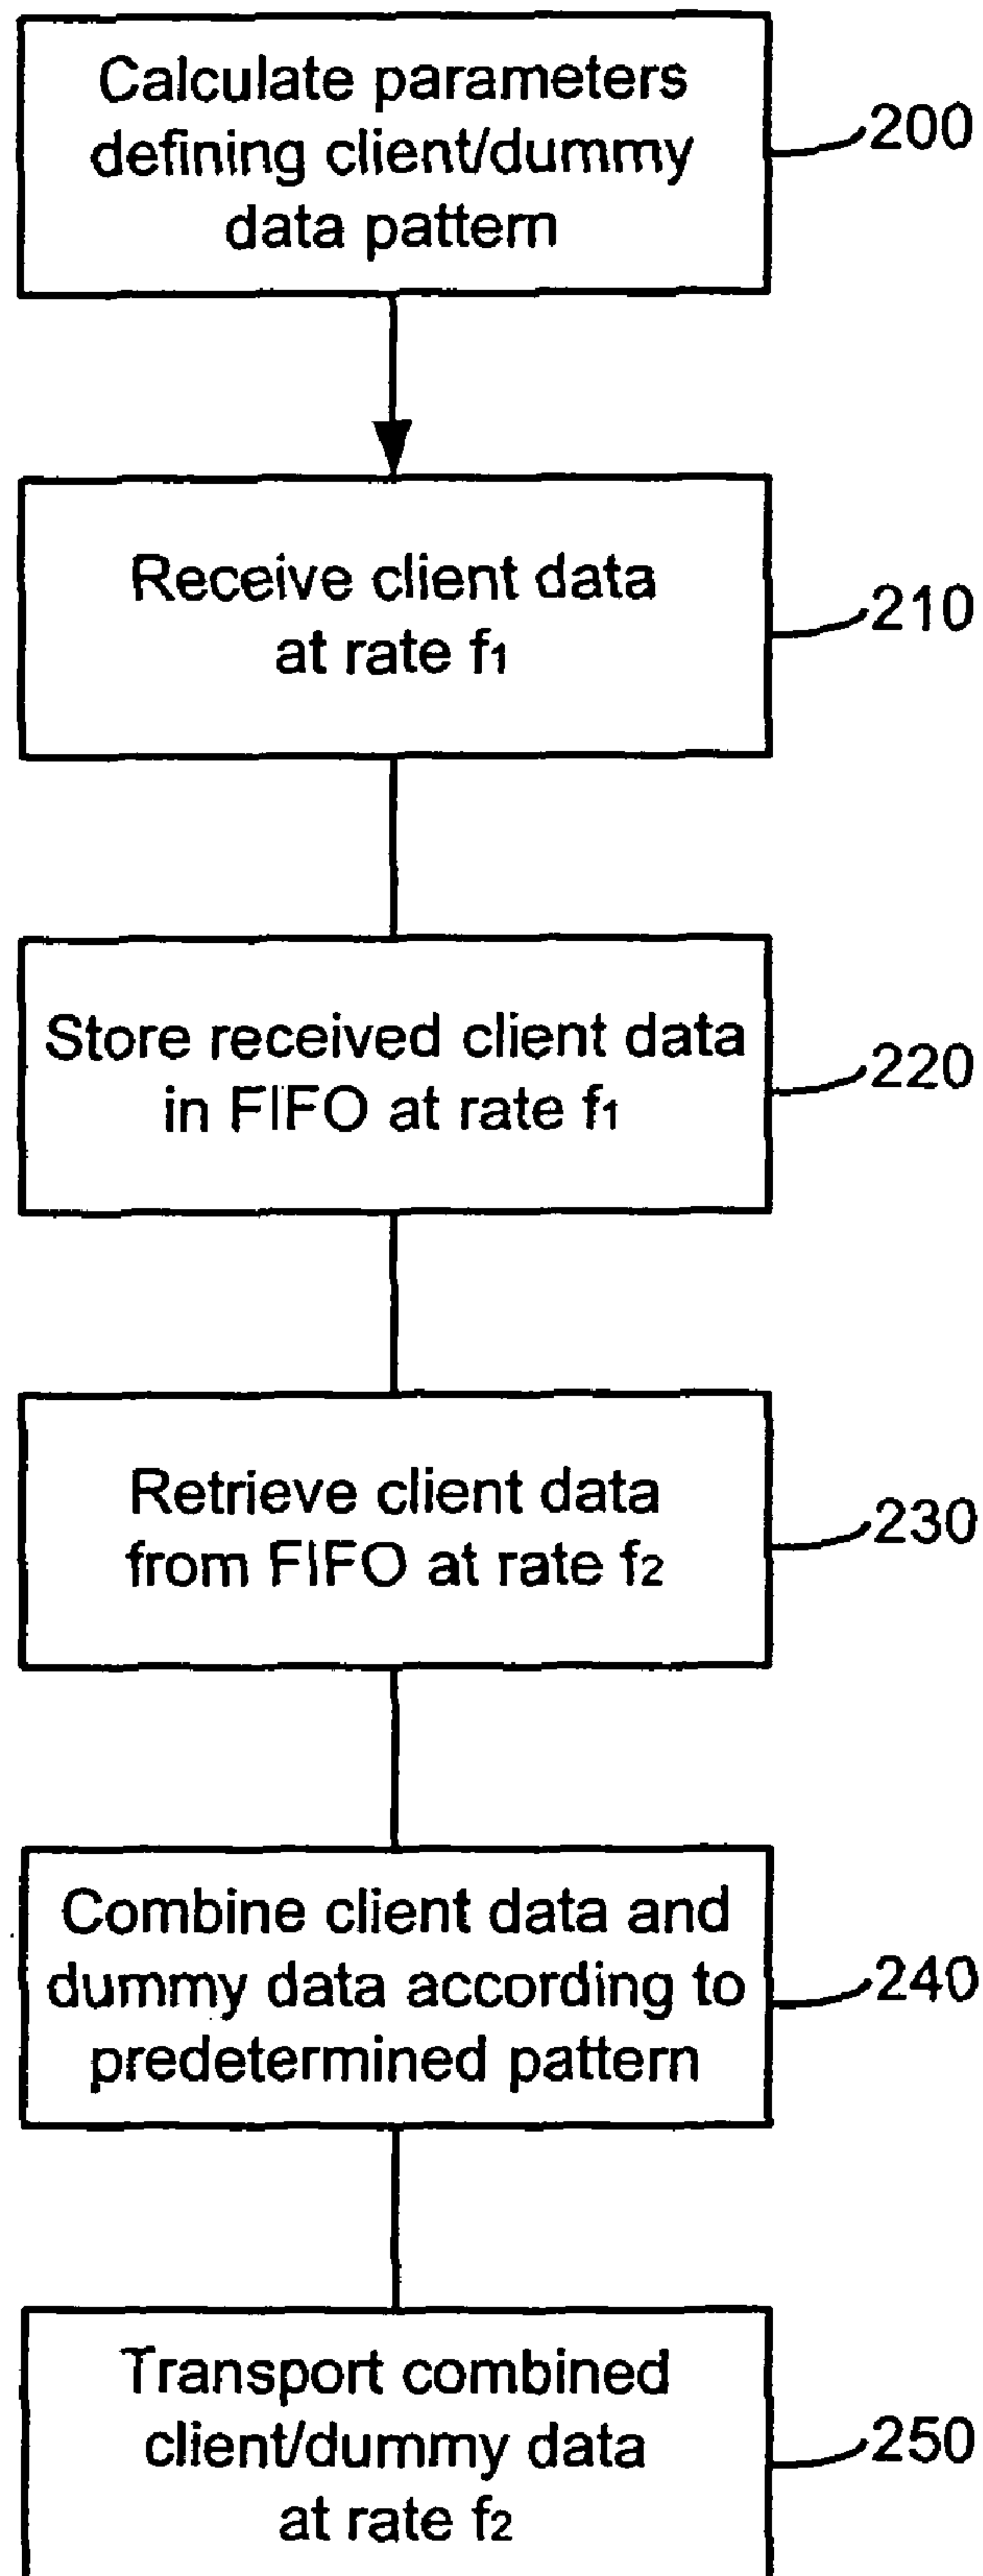 Calculate parameters
defining client/dummy
data pattern
200
Receive client data
at rate f₁
210
Store received client data
in FIFO at rate f₁
220
Retrieve client data
from FIFO at rate f₂
230
Combine client data and
dummy data according to
predetermined pattern
240
Transport combined
client/dummy data
at rate f₂
250